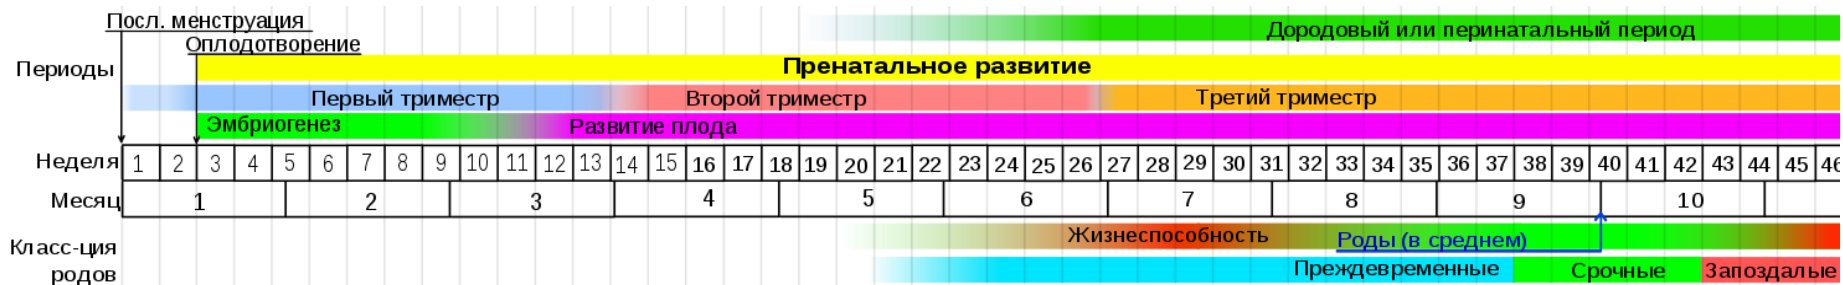 Посл. менструация
Дородовый или перинатальный период
Оплодотворение
Периоды
Пренатальное развитие
Первый триместр Второй триместр Третий триместр
Эмбриогенез Развитие плода
Неделя 1 2 3 4 5 6 7 8 9 10 11 12 13 14 15 16 17 18 19 20 21 22 23 24 25 26 27 28 29 30 31 32 33 34 35 36 37 38 39 40 41 42 43 44 45 46
Месяц 1 2 3 4 5 6 7 8 9 10
Класс-ция
родов
Жизнеспособность Роды (в среднем)
Преждевременные Срочные Запоздалые